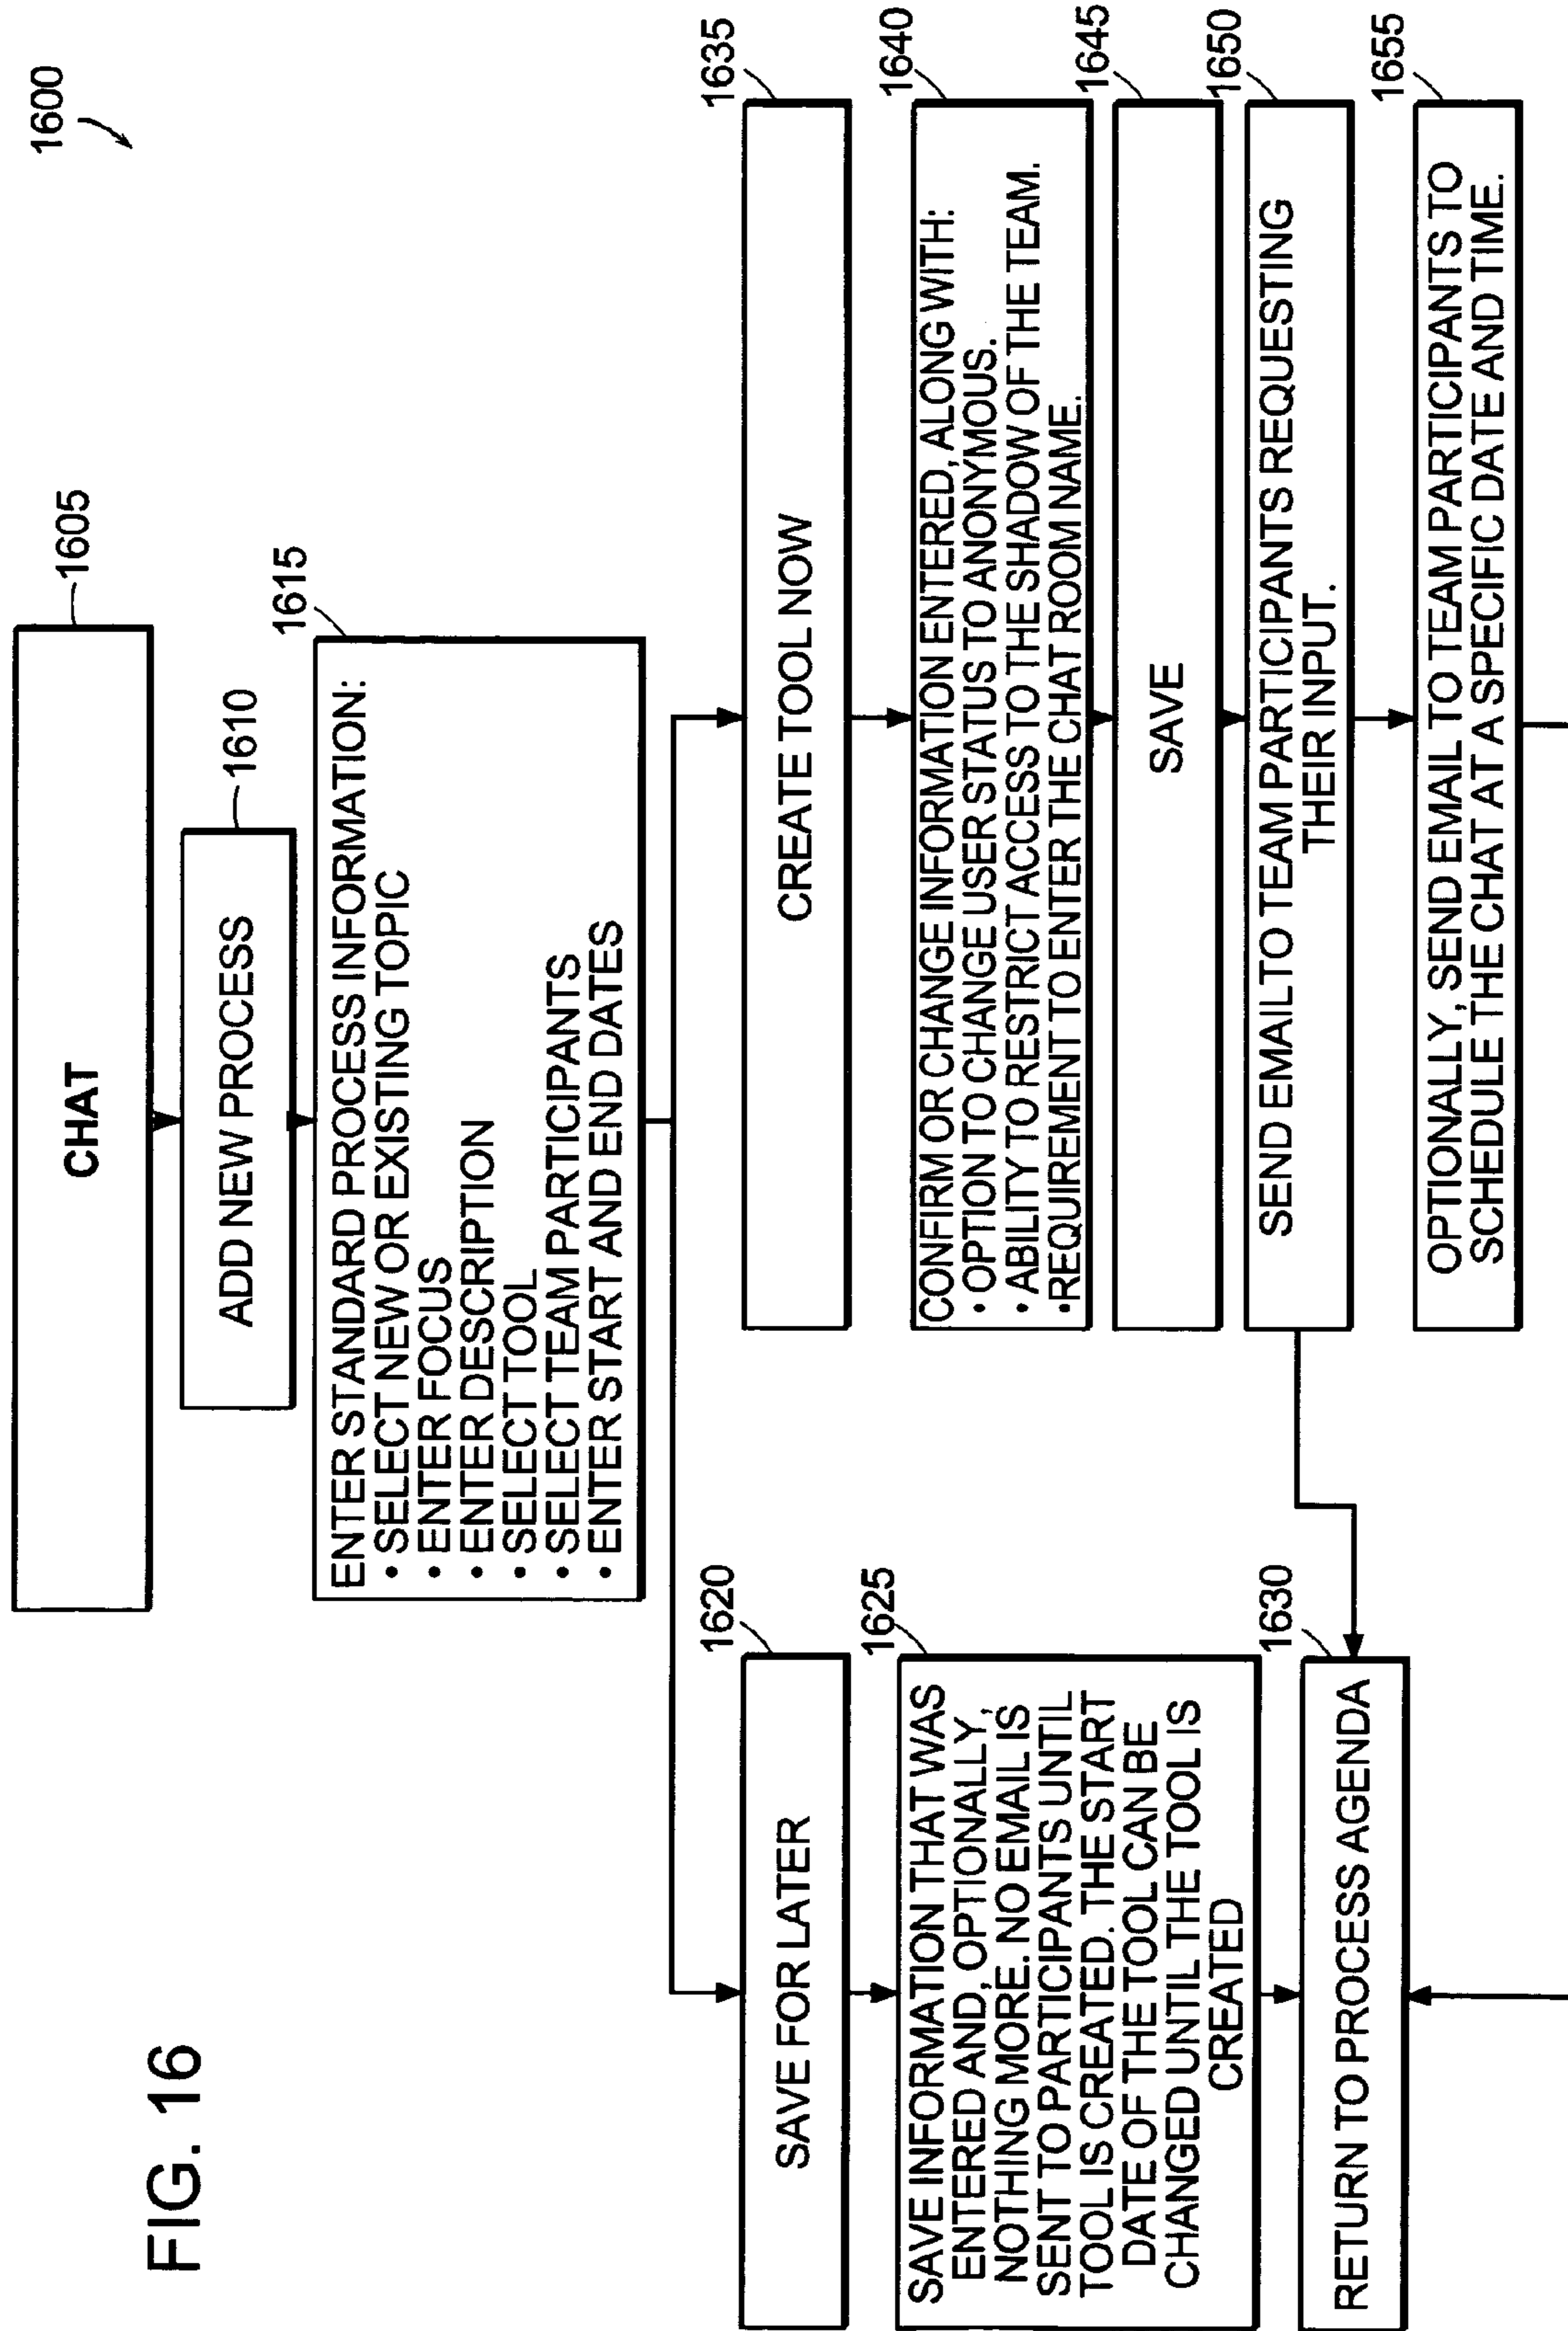 FIG. 16
1600
CHAT
1605
ADD NEW PROCESS
1610
1615
ENTER STANDARD PROCESS INFORMATION:
• SELECT NEW OR EXISTING TOPIC
• ENTER FOCUS
• ENTER DESCRIPTION
• SELECT TOOL
• SELECT TEAM PARTICIPANTS
• ENTER START AND END DATES
1620
SAVE FOR LATER
1625
SAVE INFORMATION THAT WAS
ENTERED AND, OPTIONALLY,
NOTHING MORE. NO EMAIL IS
SENT TO PARTICIPANTS UNTIL
TOOL IS CREATED. THE START
DATE OF THE TOOL CAN BE
CHANGED UNTIL THE TOOL IS
CREATED
1630
RETURN TO PROCESS AGENDA
1635
CREATE TOOL NOW
1640
CONFIRM OR CHANGE INFORMATION ENTERED, ALONG WITH:
• OPTION TO CHANGE USER STATUS TO ANONYMOUS.
• ABILITY TO RESTRICT ACCESS TO THE SHADOW OF THE TEAM.
•REQUIREMENT TO ENTER THE CHAT ROOM NAME.
1645
SAVE
1650
SEND EMAIL TO TEAM PARTICIPANTS REQUESTING
THEIR INPUT.
1655
OPTIONALLY, SEND EMAIL TO TEAM PARTICIPANTS TO
SCHEDULE THE CHAT AT A SPECIFIC DATE AND TIME.